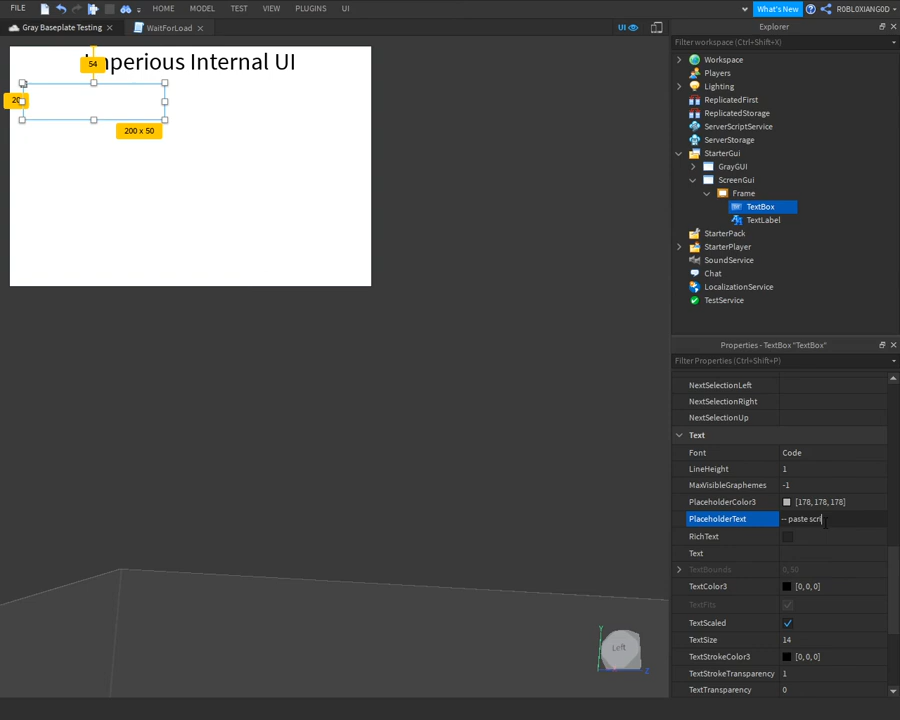 FILE HOME MODEL TEST VIEW PLUGINS UI What's New R0BL0XIANG0D
Gray Baseplate Testing WaitForLoad UI
Explorer
Filter workspace (Ctrl+Shift+X)
Workspace
Players
Lighting
ReplicatedFirst
ReplicatedStorage
ServerScriptService
ServerStorage
StarterGui
GrayGUI
ScreenGui
Frame
TextBox
TextLabel
StarterPack
StarterPlayer
SoundService
Chat
LocalizationService
TestService
perious Internal UI
54
20
200 x 50
Left
Y
Z
Properties - TextBox "TextBox"
Filter Properties (Ctrl+Shift+P)
NextSelectionLeft
NextSelectionRight
NextSelectionUp
Text
Font Code
LineHeight 1
MaxVisibleGraphemes -1
PlaceholderColor3 [178, 178, 178]
PlaceholderText -- paste scri
RichText
Text
TextBounds 0, 50
TextColor3 [0, 0, 0]
TextFits
TextScaled
TextSize 14
TextStrokeColor3 [0, 0, 0]
TextStrokeTransparency 1
TextTransparency 0